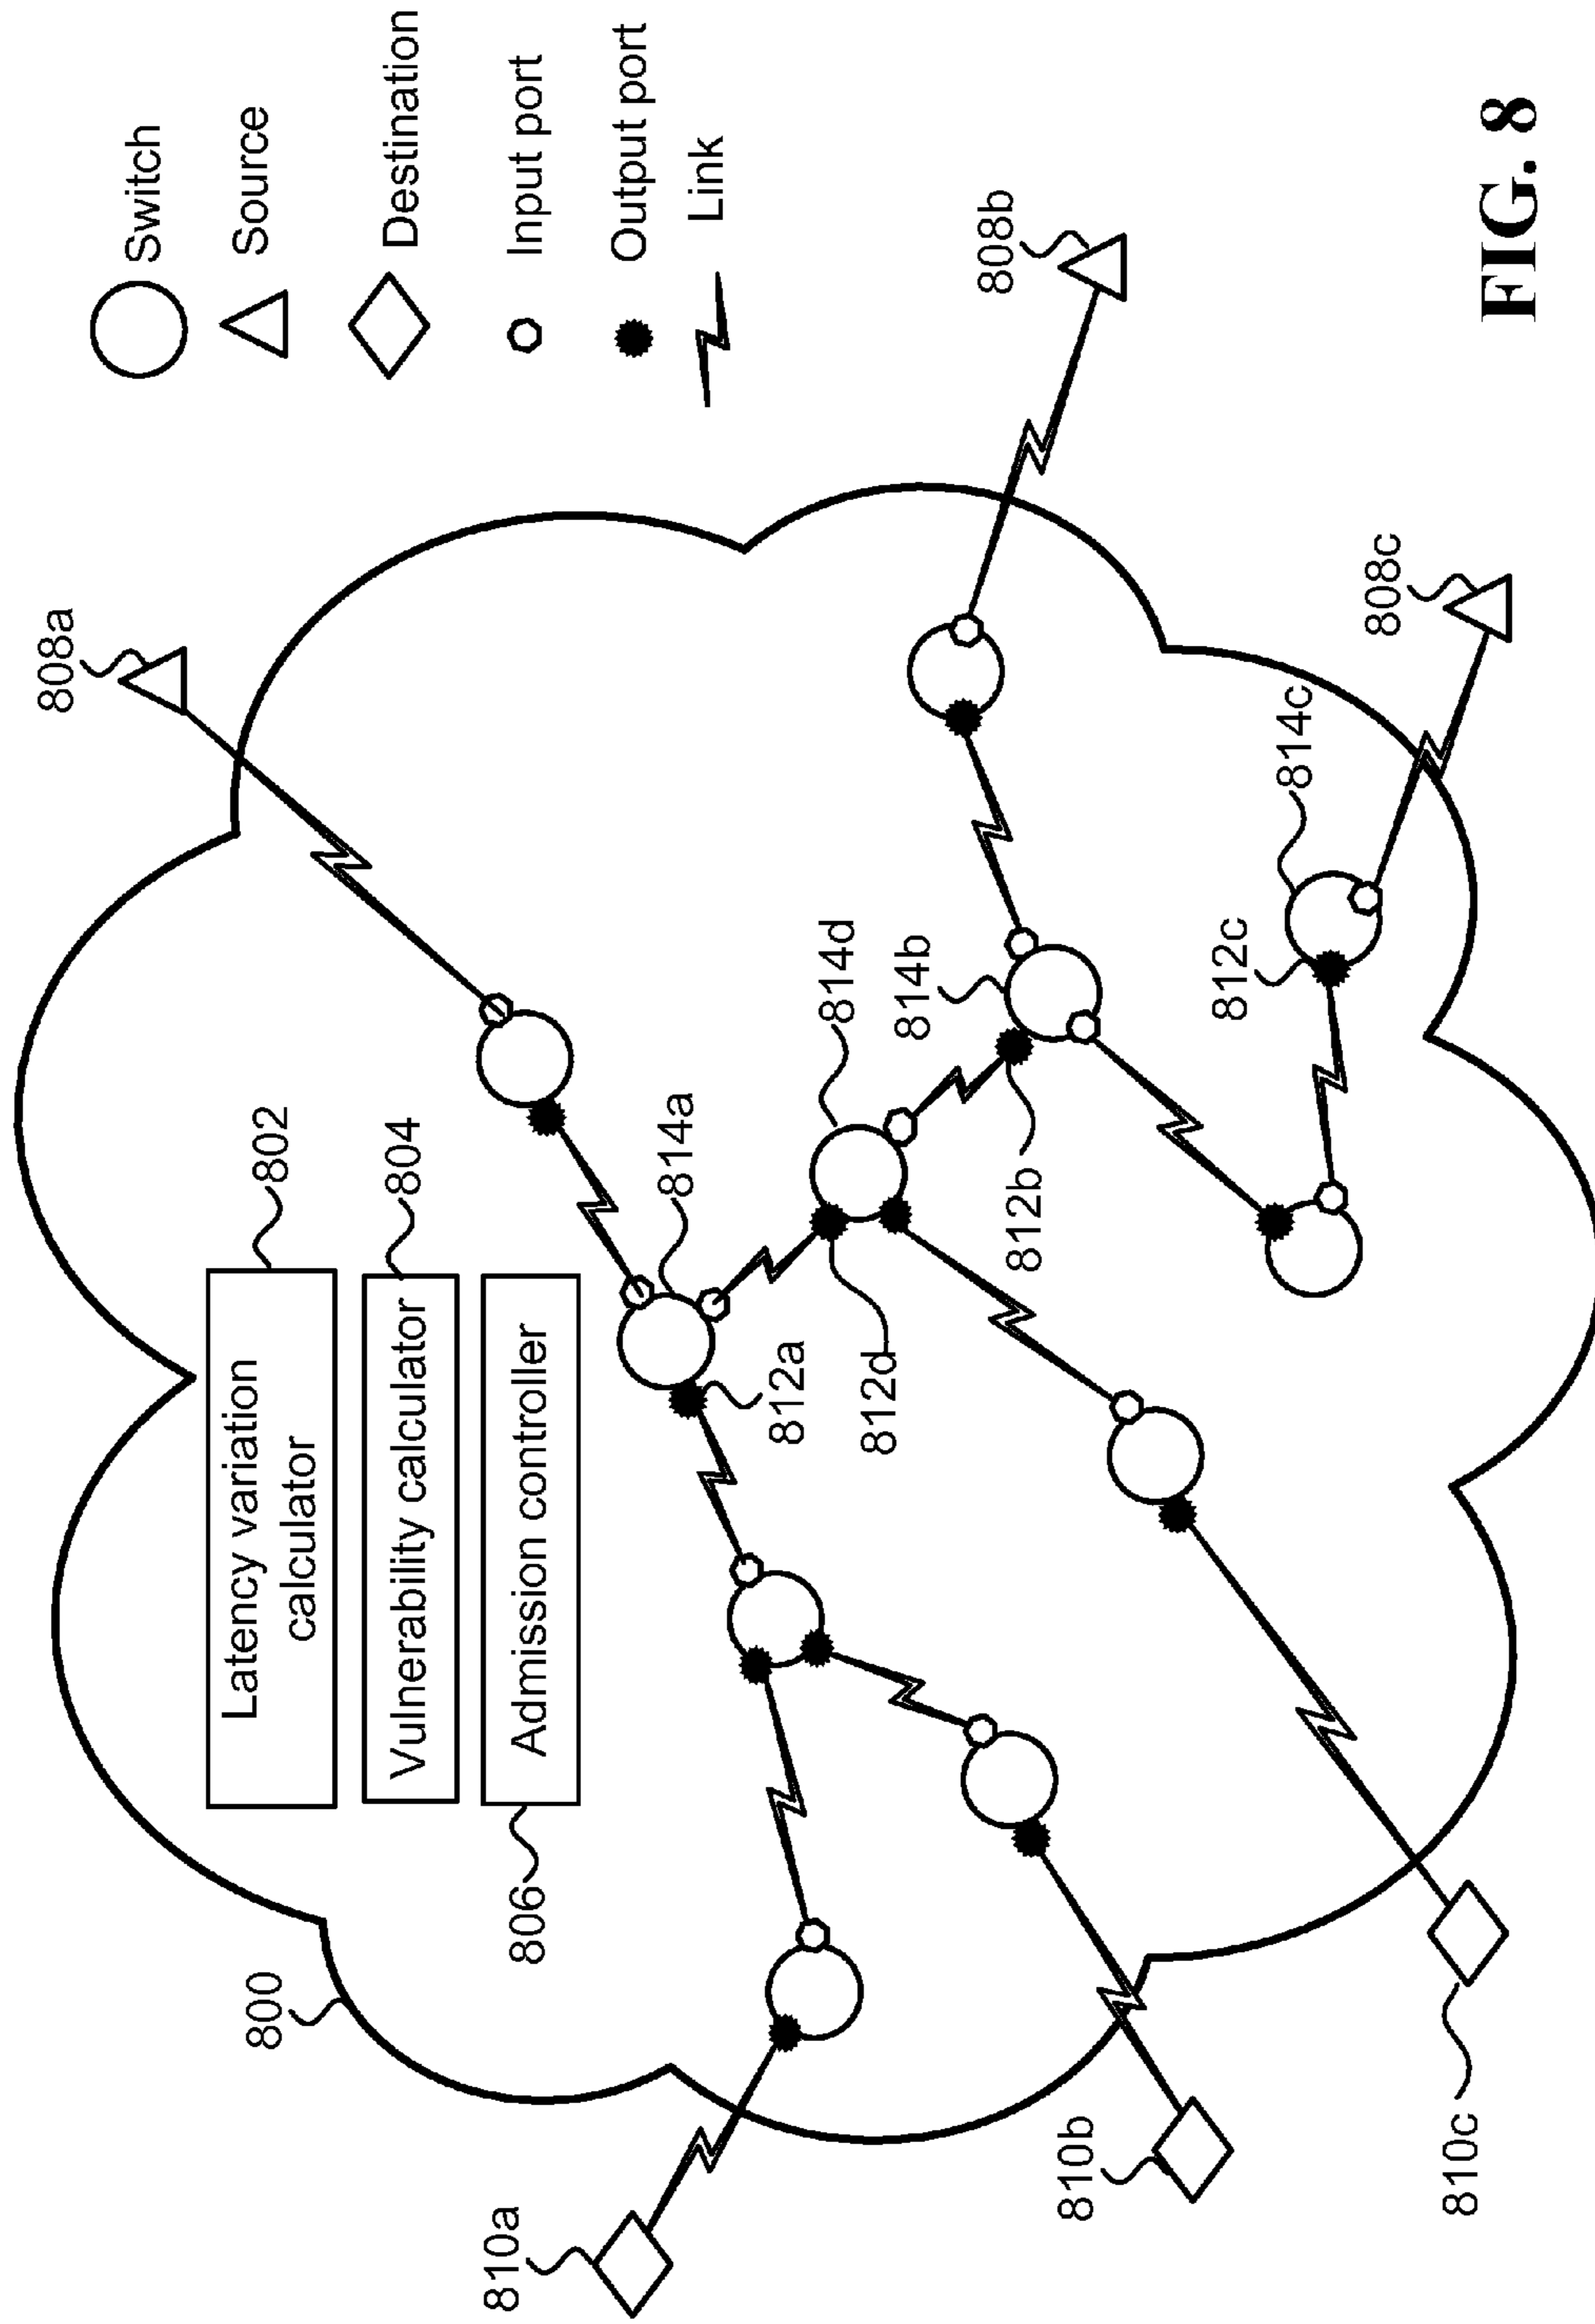 Switch
Source
Destination
Input port
Output port
Link
808a
808b
808c
802
804
806
800
Latency variation
calculator
Vulnerability calculator
Admission controller
814a
814d
814b
814c
812a
812d
812b
812c
810a
810b
810c
FIG. 8